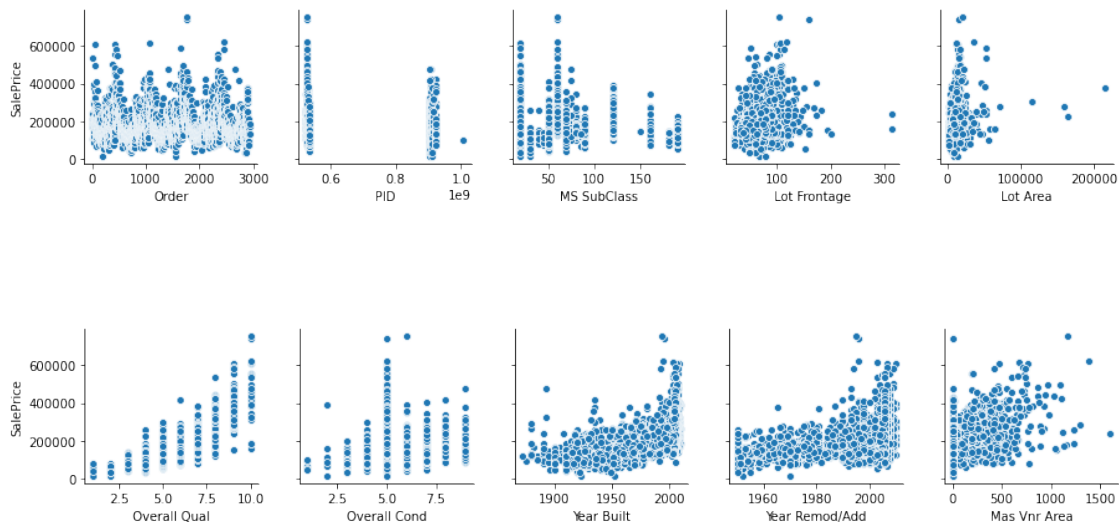 SalePrice
600000
400000
200000
0
0 1000 2000 3000
Order
0.6 0.8 1.0
1e9
PID
50 100 150
MS SubClass
100 200 300
Lot Frontage
0 100000 200000
Lot Area
SalePrice
600000
400000
200000
0
2.5 5.0 7.5 10.0
Overall Qual
2.5 5.0 7.5
Overall Cond
1900 1950 2000
Year Built
1960 1980 2000
Year Remod/Add
0 500 1000 1500
Mas Vnr Area